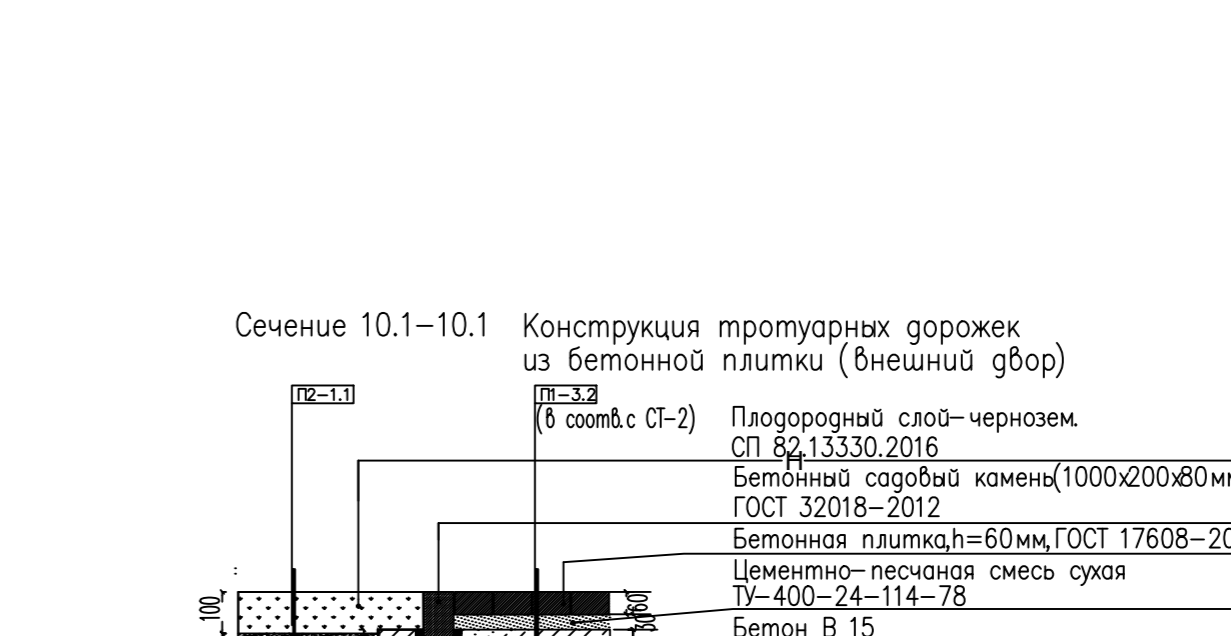 Сечение 10.1-10.1 Конструкция тротуарных дорожек
из бетонной плитки (внешний двор)
П2-1.1 П1-3.2
(в соотв.с СТ-2) Плодородный слой-чернозем.
СП 82.13330.2016
Н
Бетонный садовый камень(1000х200х80мм
ГОСТ 32018-2012
Бетонная плитка,h=60мм,ГОСТ 17608-20
Цементно-песчаная смесь сухая
ТУ-400-24-114-78
100 60
30
Бетон В 15